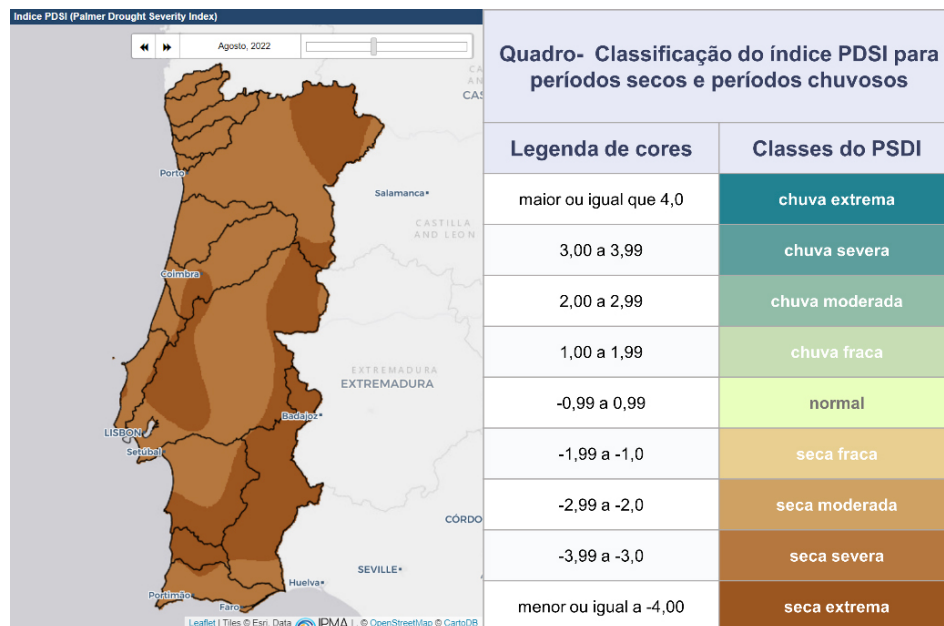 Indice PDSI (Palmer Drought Severity Index)
Agosto, 2022
Porto
Salamanca
CASTILLA
AND LEON
Coimbra
EXTREMADURA
EXTREMADURA
Badajoz
LISBON
Setúbal
CÓRDO
SEVILLE
Huelva
Portimão
Faro
Leaflet | Tiles © Esri, Data IPMA | © OpenStreetMap © CartoDB
Quadro- Classificação do índice PDSI para
períodos secos e períodos chuvosos
Legenda de cores Classes do PSDI
maior ou igual que 4,0 chuva extrema
3,00 a 3,99 chuva severa
2,00 a 2,99 chuva moderada
1,00 a 1,99 chuva fraca
-0,99 a 0,99 normal
-1,99 a -1,0 seca fraca
-2,99 a -2,0 seca moderada
-3,99 a -3,0 seca severa
menor ou igual a -4,00 seca extrema